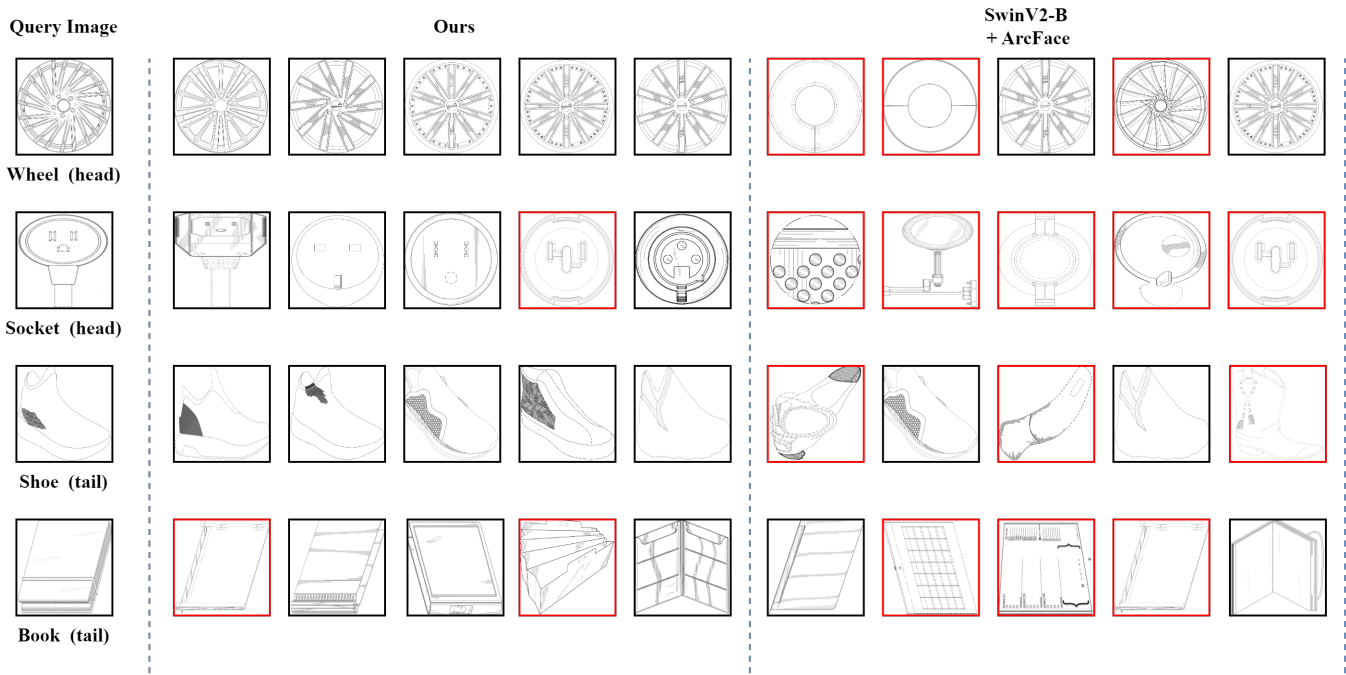 Query Image
Ours
SwinV2-B
+ ArcFace
Wheel (head)
Socket (head)
Shoe (tail)
Book (tail)